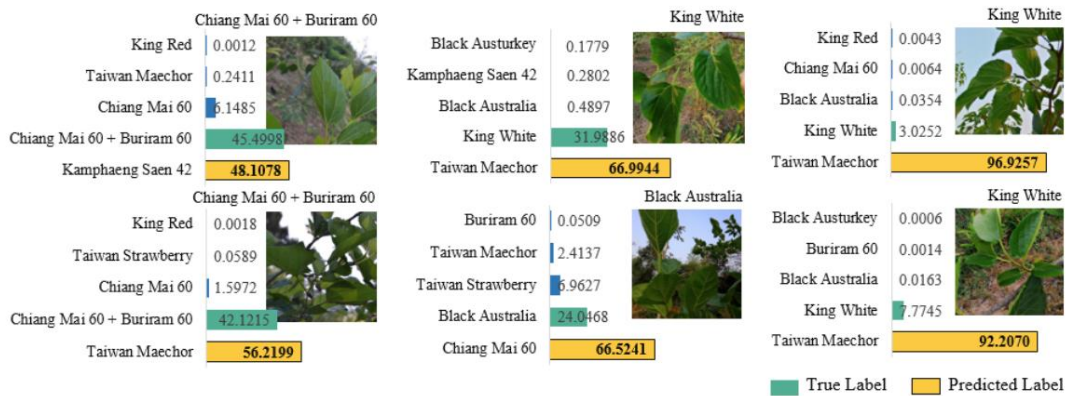 Chiang Mai 60 + Buriram 60
King Red 0.0012
Taiwan Maechor 0.2411
Chiang Mai 60 6.1485
Chiang Mai 60 + Buriram 60 45.4998
Kamphaeng Saen 42 48.1078
King White
Black Austurkey 0.1779
Kamphaeng Saen 42 0.2802
Black Australia 0.4897
King White 31.9886
Taiwan Maechor 66.9944
King White
King Red 0.0043
Chiang Mai 60 0.0064
Black Australia 0.0354
King White 3.0252
Taiwan Maechor 96.9257
Chiang Mai 60 + Buriram 60
King Red 0.0018
Taiwan Strawberry 0.0589
Chiang Mai 60 1.5972
Chiang Mai 60 + Buriram 60 42.1215
Taiwan Maechor 56.2199
Black Australia
Buriram 60 0.0509
Taiwan Maechor 2.4137
Taiwan Strawberry 6.9627
Black Australia 24.0468
Chiang Mai 60 66.5241
King White
Black Austurkey 0.0006
Buriram 60 0.0014
Black Australia 0.0163
King White 7.7745
Taiwan Maechor 92.2070
True Label Predicted Label